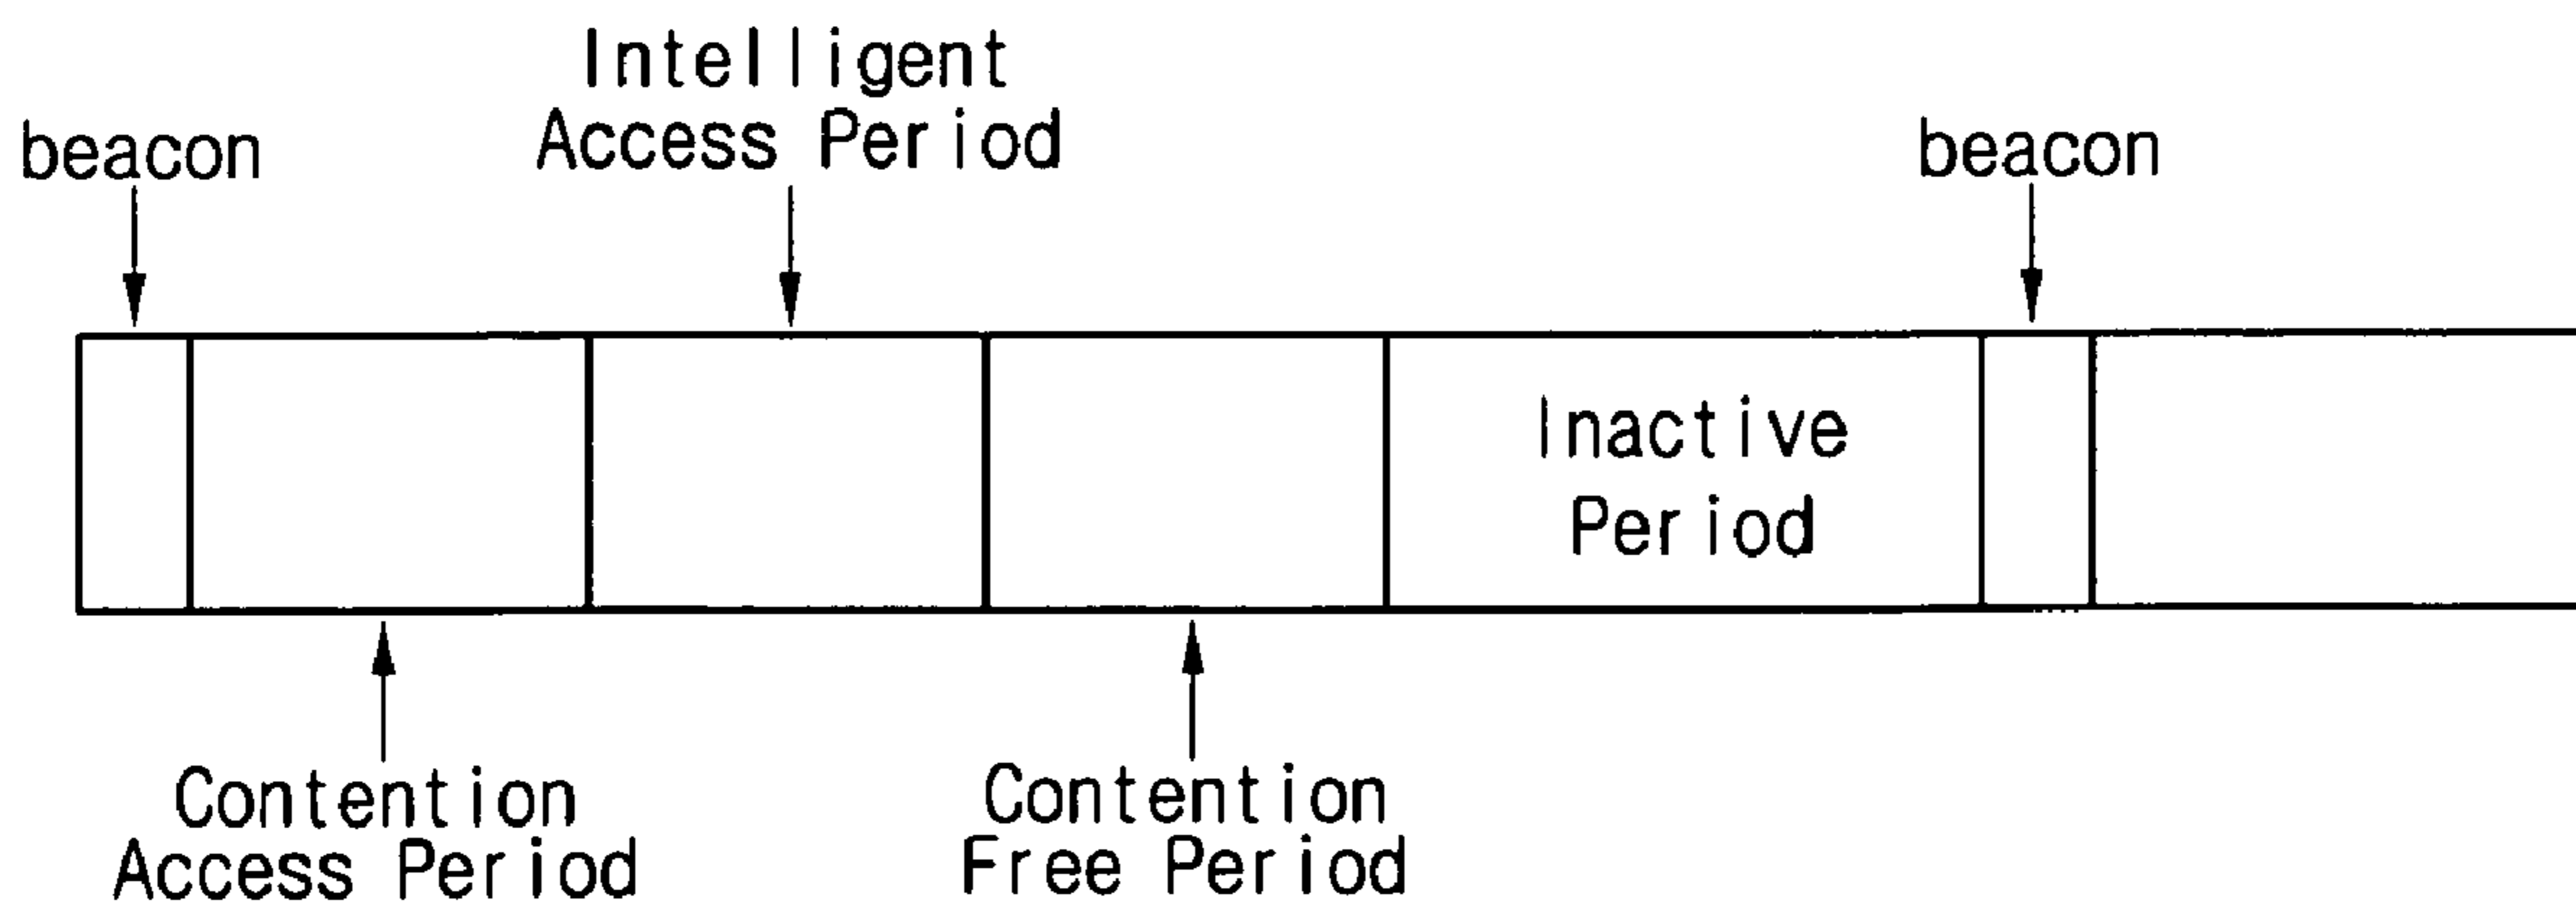 Intelligent
Access Period
beacon
beacon
Inactive
Period
Contention
Access Period
Contention
Free Period